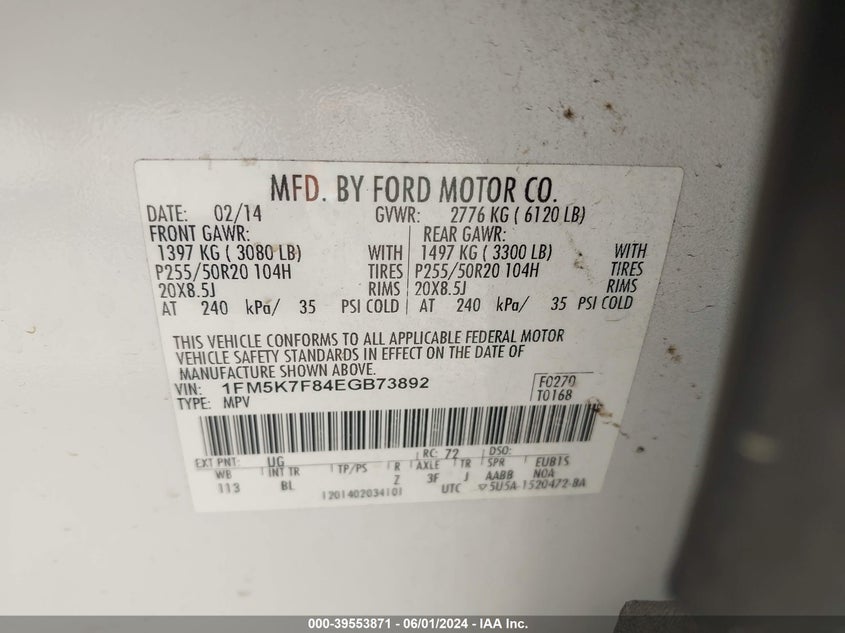 MFD. BY FORD MOTOR CO.
DATE: 02/14 GVWR: 2776 KG ( 6120 LB)
FRONT GAWR: REAR GAWR:
1397 KG ( 3080 LB) WITH 1497 KG ( 3300 LB) WITH
P255/50R20 104H TIRES P255/50R20 104H TIRES
20X8.5J RIMS 20X8.5J RIMS
AT 240 kPa/ 35 PSI COLD AT 240 kPa/ 35 PSI COLD
THIS VEHICLE CONFORMS TO ALL APPLICABLE FEDERAL MOTOR
VEHICLE SAFETY STANDARDS IN EFFECT ON THE DATE OF
MANUFACTURE SHOWN ABOVE.
VIN: 1FM5K7F84EGB73892 F0270
TYPE: MPV T0168
EXT PNT: UG RC: 72 DSO:
WB INT TR TP/PS R AXLE TR SPR EUB1S
113 BL Z 3F J AABB NOA
1201402034101 UTC 5U5A-1520472-BA
000-39553871 - 06/01/2024 - IAA Inc.